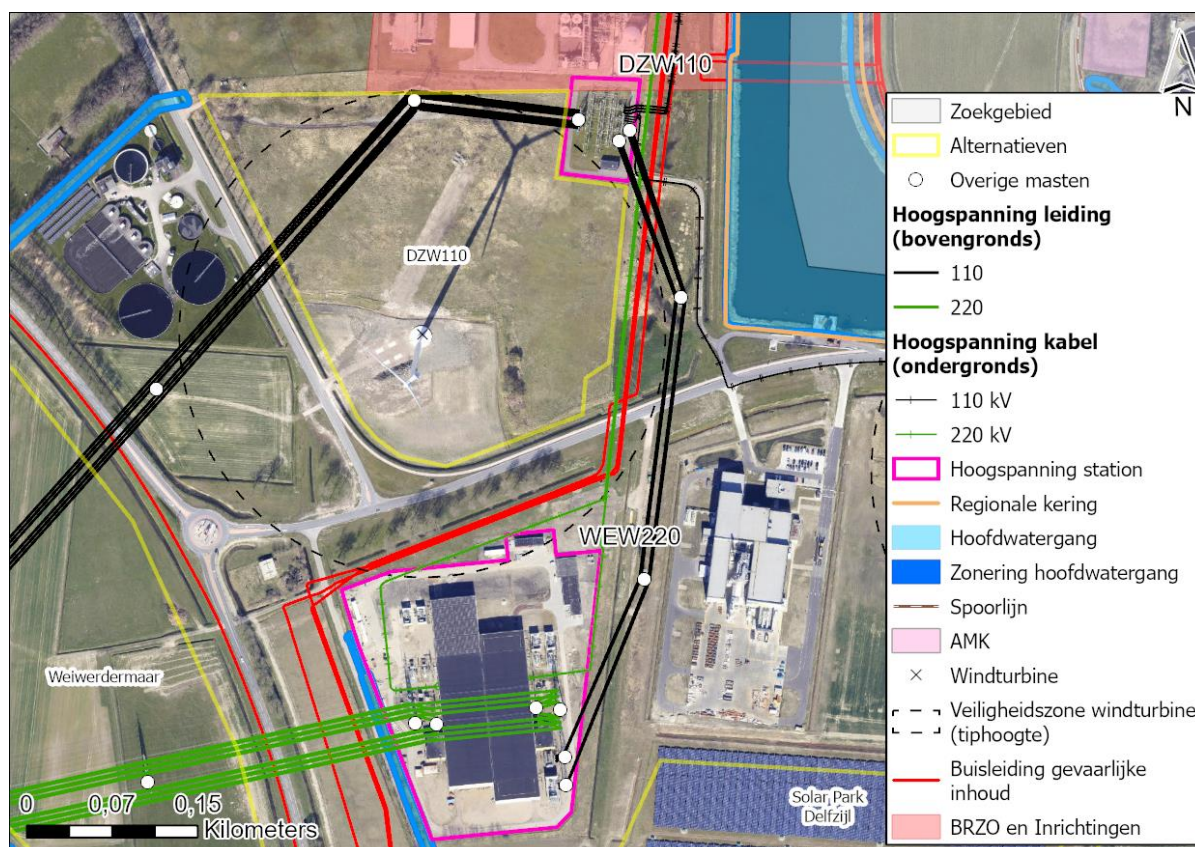 DZW110
DZW110
WEW220
Weiwerdermaar
Solar Park
Delfzijl
0 0,07 0,15
Kilometers
N
Zoekgebied
Alternatieven
Overige masten
Hoogspanning leiding
(bovengronds)
110
220
Hoogspanning kabel
(ondergronds)
110 kV
220 kV
Hoogspanning station
Regionale kering
Hoofdwatergang
Zonering hoofdwatergang
Spoorlijn
AMK
Windturbine
Veiligheidszone windturbine
(tiphoogte)
Buisleiding gevaarlijke
inhoud
BRZO en Inrichtingen